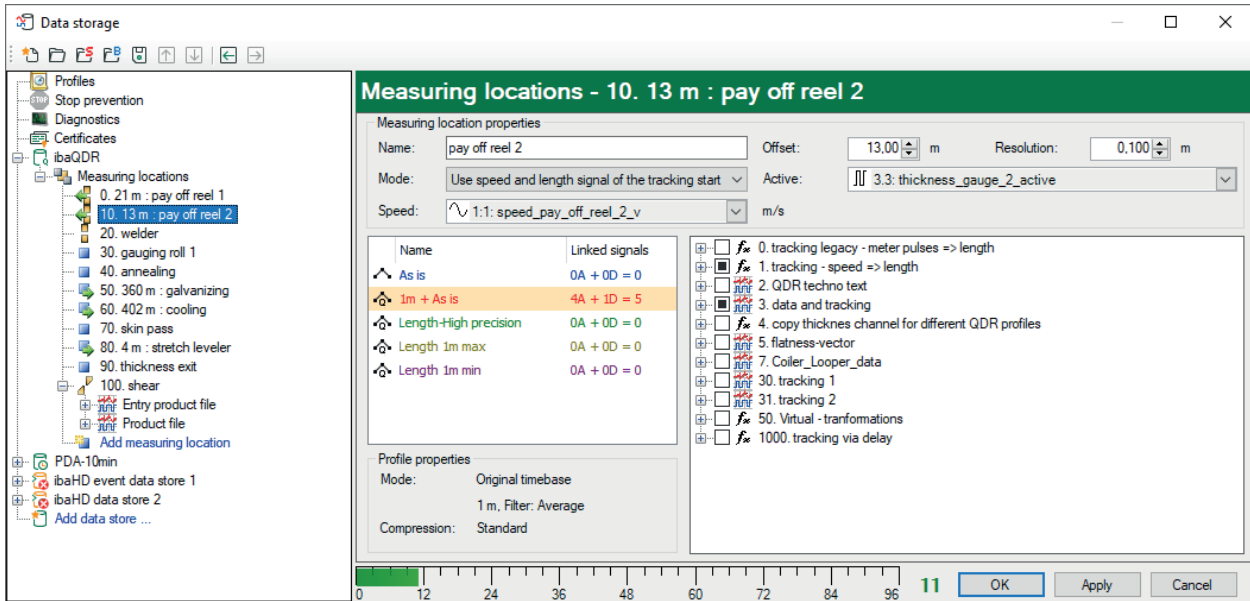 Data storage
Profiles
Stop prevention
Diagnostics
Certificates
ibaQDR
Measuring locations
0. 21 m : pay off reel 1
10. 13 m : pay off reel 2
20. welder
30. gauging roll 1
40. annealing
50. 360 m : galvanizing
60. 402 m : cooling
70. skin pass
80. 4 m : stretch leveler
90. thickness exit
100. shear
Entry product file
Product file
Add measuring location
PDA-10min
ibaHD event data store 1
ibaHD data store 2
Add data store ...
Measuring locations - 10. 13 m : pay off reel 2
Measuring location properties
Name: pay off reel 2 Offset: 13,00 m Resolution: 0,100 m
Mode: Use speed and length signal of the tracking start Active: 3.3: thickness_gauge_2_active
Speed: 1:1: speed_pay_off_reel_2_v m/s
Name Linked signals
As is 0A + 0D = 0
1m + As is 4A + 1D = 5
Length-High precision 0A + 0D = 0
Length 1m max 0A + 0D = 0
Length 1m min 0A + 0D = 0
Profile properties
Mode: Original timebase
1 m, Filter: Average
Compression: Standard
0. tracking legacy - meter pulses => length
1. tracking - speed => length
2. QDR techno text
3. data and tracking
4. copy thicknes channel for different QDR profiles
5. flatness-vector
7. Coiler_Looper_data
30. tracking 1
31. tracking 2
50. Virtual - tranformations
1000. tracking via delay
0 12 24 36 48 60 72 84 96 11 OK Apply Cancel